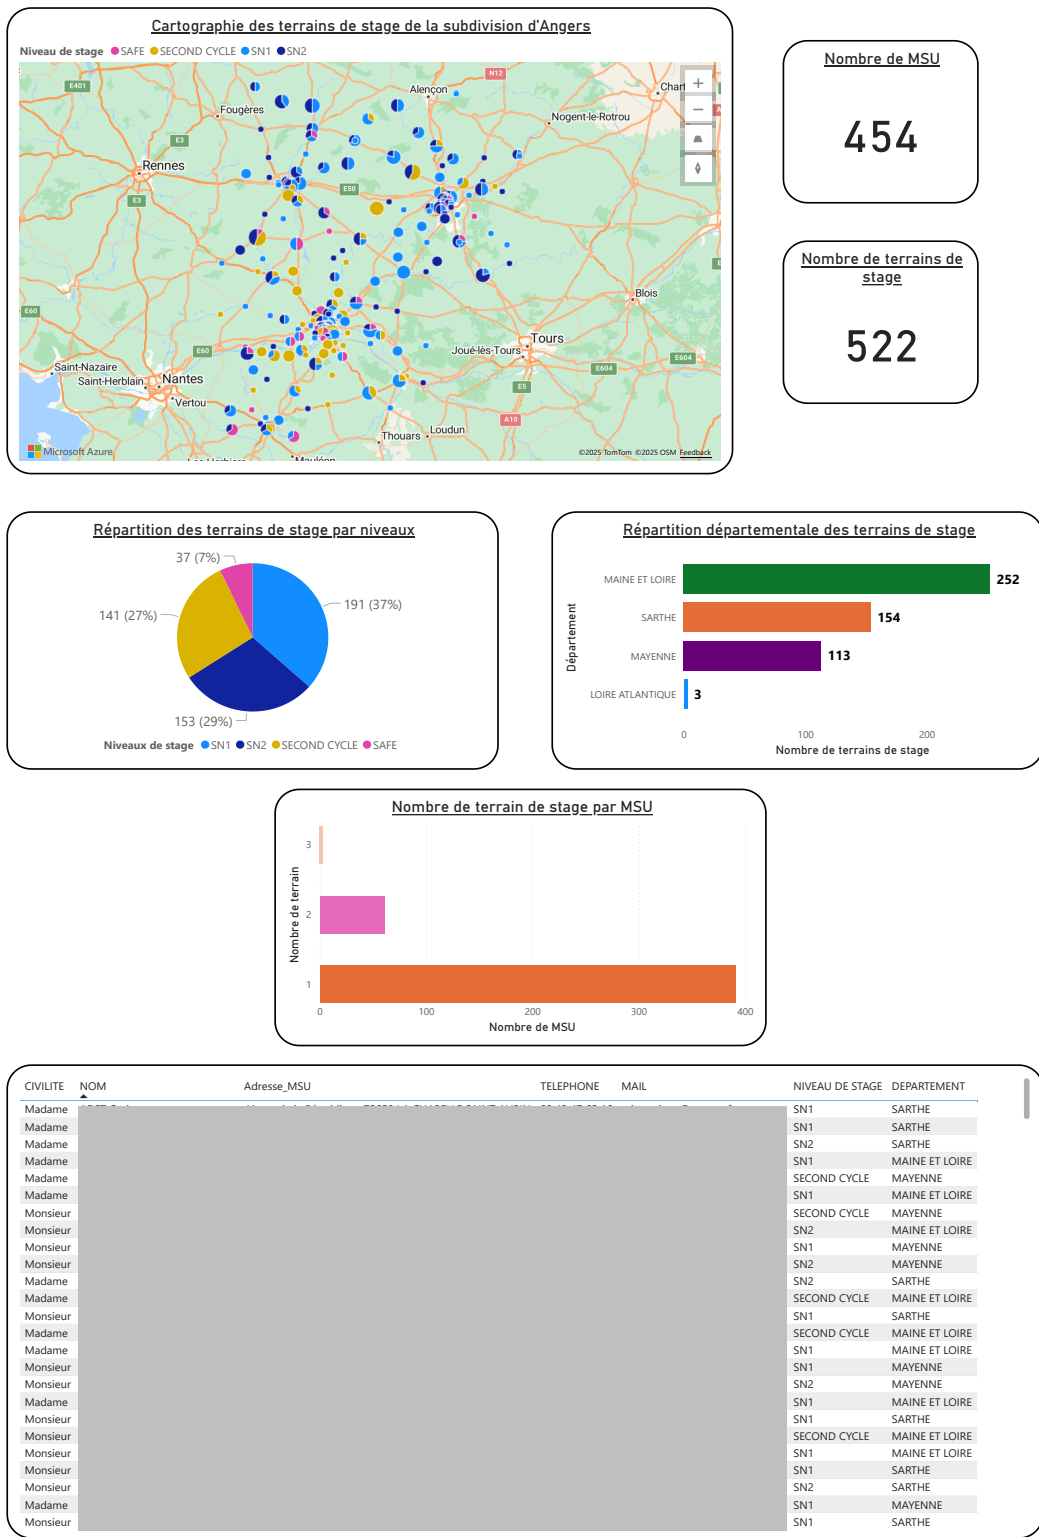 Cartographie des terrains de stage de la subdivision d'Angers
Niveau de stage SAFE SECOND CYCLE SN1 SN2
N12
E401
Alençon
Fougères
Nogent-le-Rotrou
E3
Rennes
E50
E3
Blois
E60
Tours
E60
Joué-lès-Tours
E604
Saint-Nazaire
E604
Saint-Herblain
Nantes
E5
Vertou
A10
Loudun
Thouars
Microsoft Azure
©2025 TomTom ©2025 OSM Feedback
Nombre de MSU
454
Nombre de terrains de
stage
522
Répartition des terrains de stage par niveaux
37 (7%)
191 (37%)
141 (27%)
153 (29%)
Niveaux de stage SN1 SN2 SECOND CYCLE SAFE
Répartition départementale des terrains de stage
Département
MAINE ET LOIRE 252
SARTHE 154
MAYENNE 113
LOIRE ATLANTIQUE 3
0 100 200
Nombre de terrains de stage
Nombre de terrain de stage par MSU
Nombre de terrain
3
2
1
0 100 200 300 400
Nombre de MSU
CIVILITE NOM Adresse_MSU TELEPHONE MAIL NIVEAU DE STAGE DEPARTEMENT
Madame SN1 SARTHE
Madame SN1 SARTHE
Madame SN2 SARTHE
Madame SN1 MAINE ET LOIRE
Madame SECOND CYCLE MAYENNE
Madame SN1 MAINE ET LOIRE
Monsieur SECOND CYCLE MAYENNE
Monsieur SN2 MAINE ET LOIRE
Monsieur SN1 MAYENNE
Monsieur SN2 MAYENNE
Madame SN2 SARTHE
Madame SECOND CYCLE MAINE ET LOIRE
Monsieur SN1 SARTHE
Madame SECOND CYCLE MAINE ET LOIRE
Madame SN1 MAINE ET LOIRE
Monsieur SN1 MAYENNE
Monsieur SN2 MAYENNE
Madame SN1 MAINE ET LOIRE
Monsieur SN1 SARTHE
Monsieur SECOND CYCLE MAINE ET LOIRE
Monsieur SN1 MAINE ET LOIRE
Monsieur SN1 SARTHE
Monsieur SN2 SARTHE
Madame SN1 MAYENNE
Monsieur SN1 SARTHE